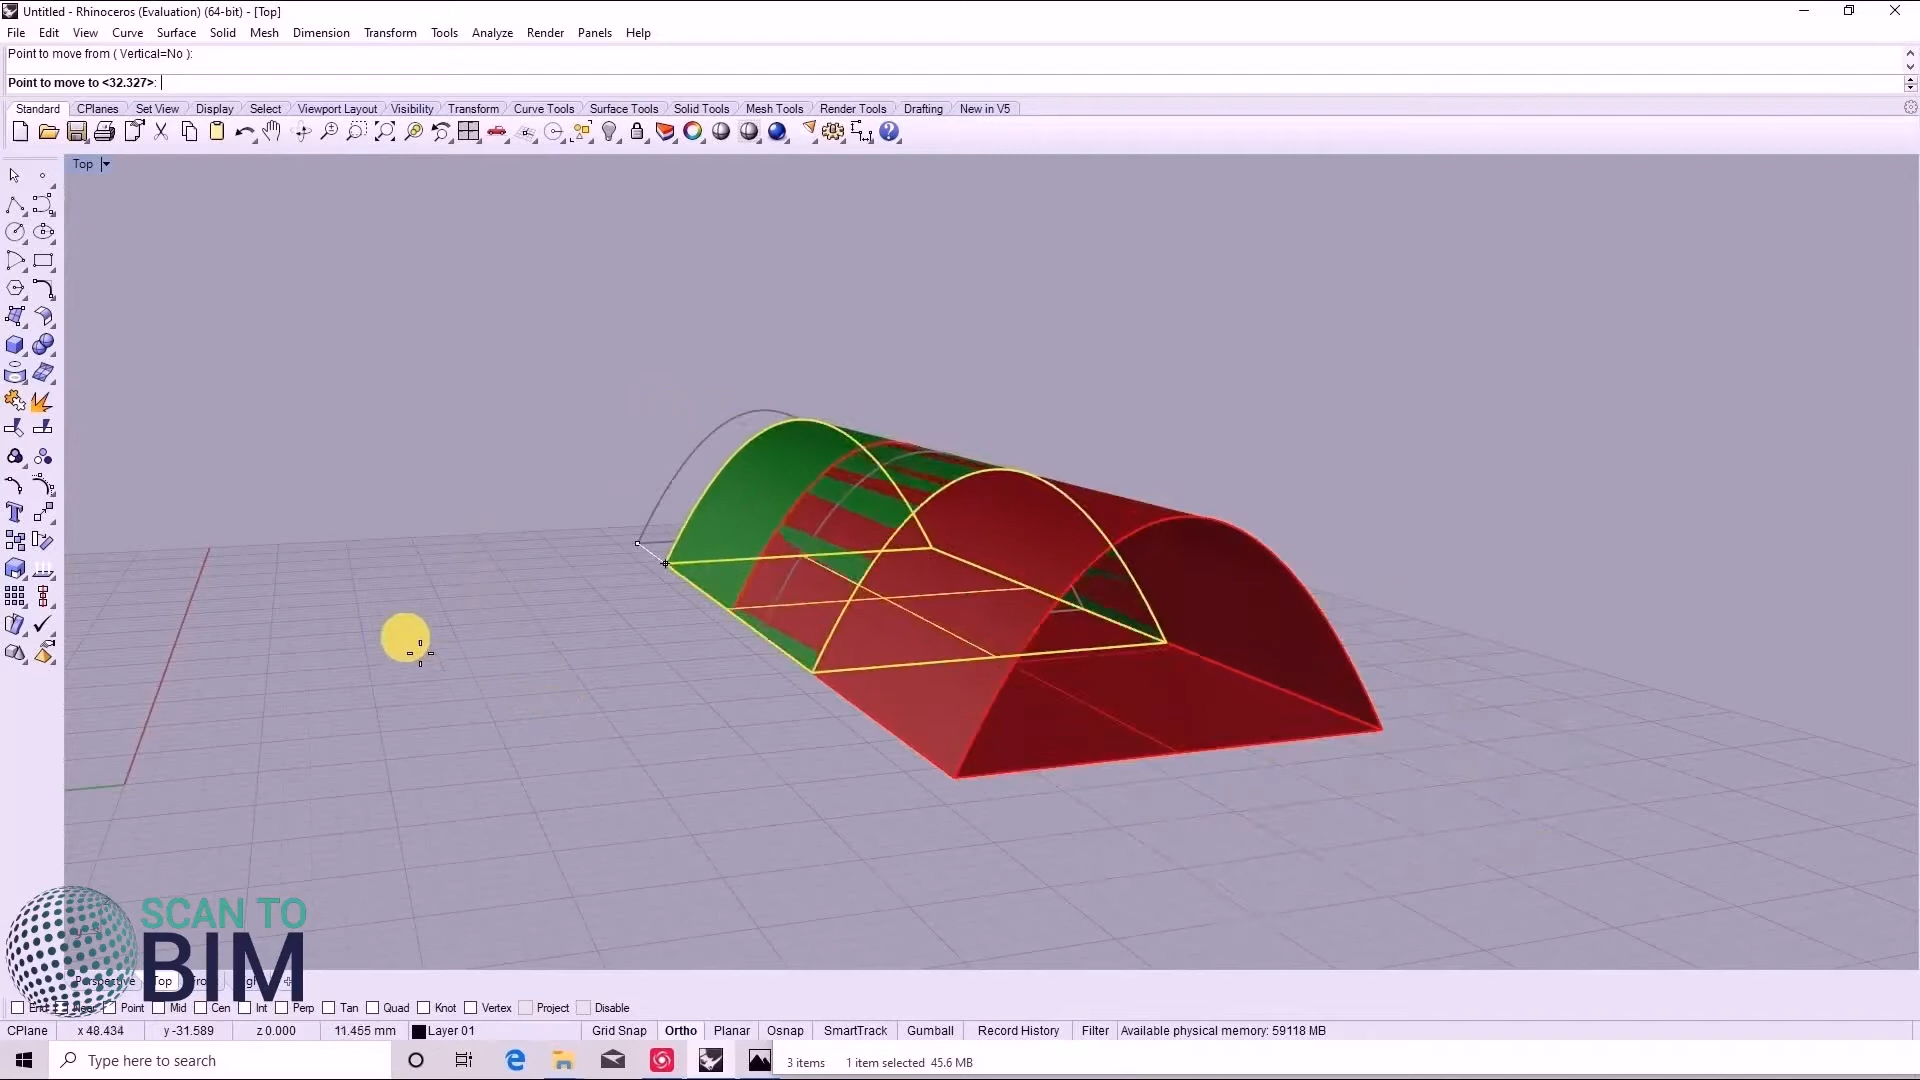 Untitled - Rhinoceros (Evaluation) (64-bit) - [Top]
File Edit View Curve Surface Solid Mesh Dimension Transform Tools Analyze Render Panels Help
Point to move from ( Vertical=No ):
Point to move to <32.327>:
Standard CPlanes Set View Display Select Viewport Layout Visibility Transform Curve Tools Surface Tools Solid Tools Mesh Tools Render Tools Drafting New in V5
Top
SCAN TO
BIM
Perspective Top
End Near Point Mid Cen Int Perp Tan Quad Knot Vertex Project Disable
CPlane x 48.434 y -31.589 z 0.000 11.455 mm Layer 01 Grid Snap Ortho Planar Osnap SmartTrack Gumball Record History Filter Available physical memory: 59118 MB
Type here to search 3 items 1 item selected 45.6 MB